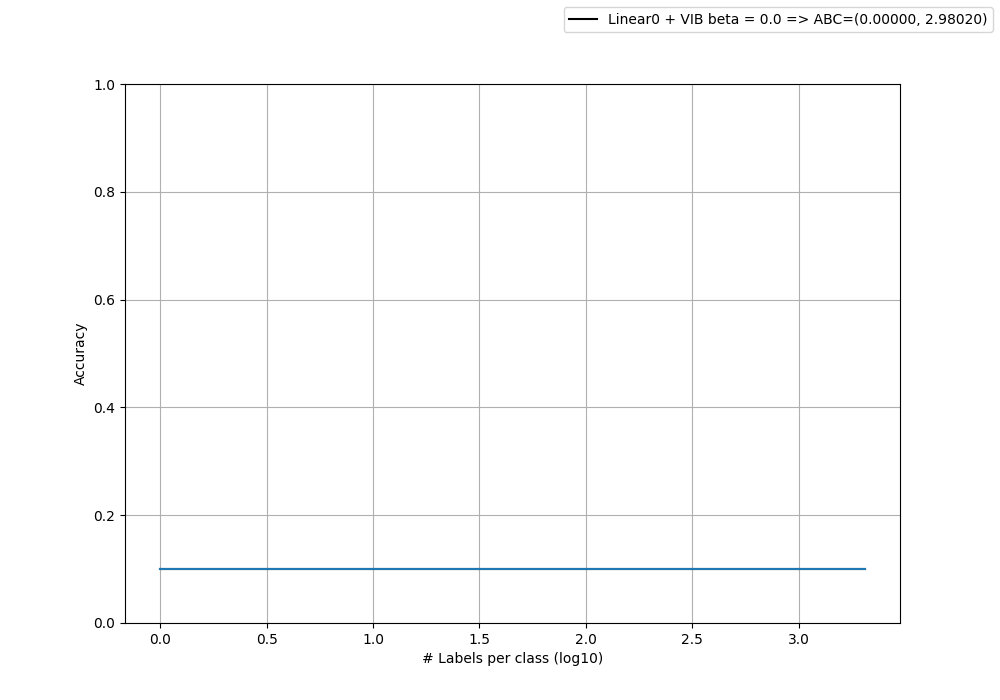 Linear0 + VIB beta = 0.0 => ABC=(0.00000, 2.98020)
1.0
0.8
0.6
0.4
0.2
0.0
Accuracy
0.0 0.5 1.0 1.5 2.0 2.5 3.0
# Labels per class (log10)